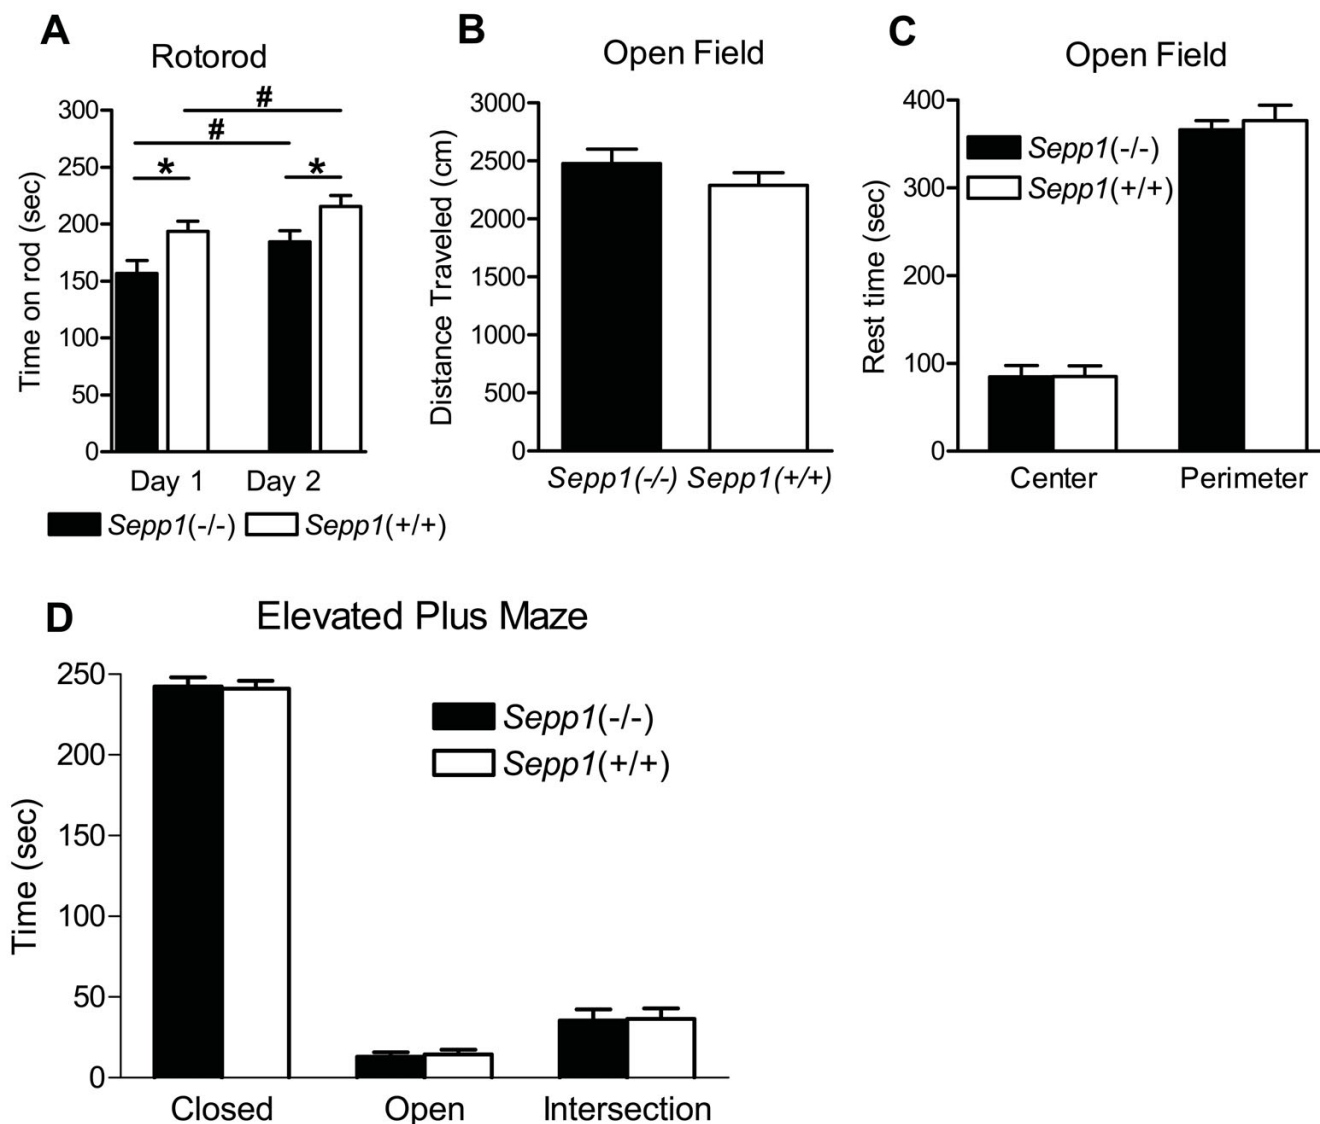 A
Rotorod
Time on rod (sec)
300
250
200
150
100
50
0
#
#
*
*
Day 1
Day 2
Sepp1(-/-)
Sepp1(+/+)
B
Open Field
Distance Traveled (cm)
3000
2500
2000
1500
1000
500
0
Sepp1(-/-)
Sepp1(+/+)
C
Open Field
Rest time (sec)
400
300
200
100
0
Sepp1(-/-)
Sepp1(+/+)
Center
Perimeter
D
Elevated Plus Maze
Time (sec)
250
200
150
100
50
0
Sepp1(-/-)
Sepp1(+/+)
Closed
Open
Intersection